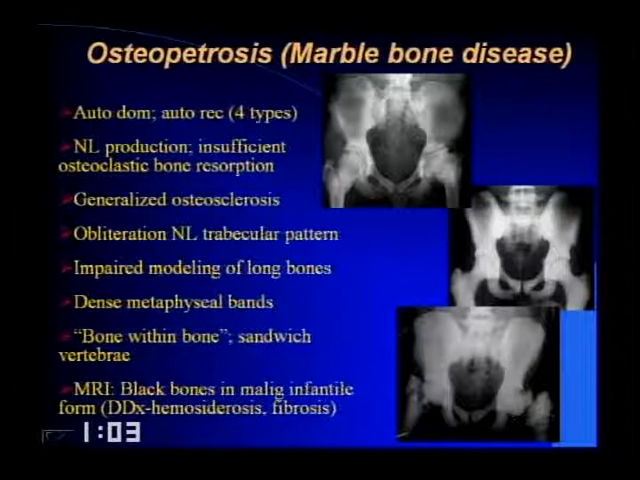 Osteopetrosis (Marble bone disease)
Auto dom; auto rec (4 types)
NL production; insufficient
osteoclastic bone resorption
Generalized osteosclerosis
Obliteration NL trabecular pattern
Impaired modeling of long bones
Dense metaphyseal bands
“Bone within bone”; sandwich
vertebrae
MRI: Black bones in malig infantile
form (DDx-hemosiderosis, fibrosis)
1:03